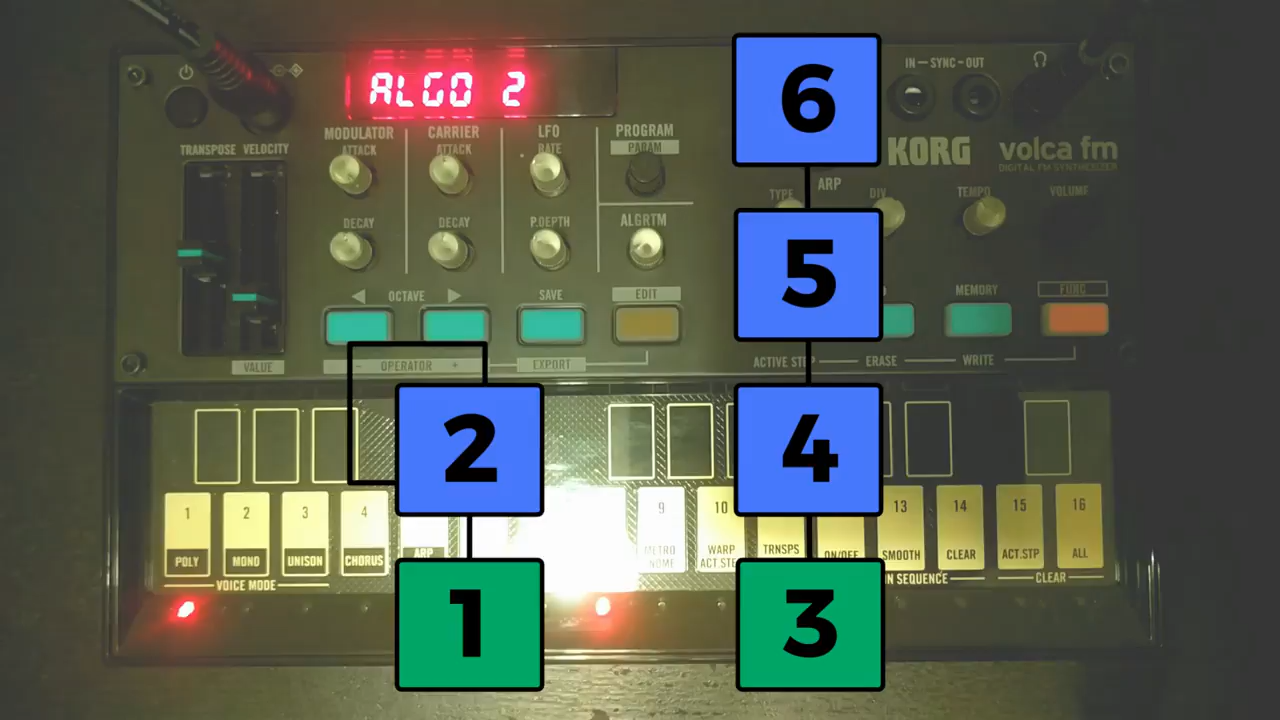 ALGO 2
6
IN — SYNC — OUT
MODULATOR
CARRIER
LFO
PROGRAM
PARAM
KORG
volca fm
DIGITAL FM SYNTHESIZER
TRANSPOSE VELOCITY
ATTACK
ATTACK
RATE
TYPE
ARP
DIV
TEMPO
VOLUME
DECAY
DECAY
P.DEPTH
ALGRTM
5
OCTAVE
SAVE
EDIT
MEMORY
FUNC
VALUE
- OPERATOR +
EXPORT
ACTIVE
ERASE
WRITE
2
4
1
2
3
4
9
10
13
14
15
16
POLY
MONO
UNISON
CHORUS
ARP
METRO
NOME
WARP
TRNSPS
ON/OFF
SMOOTH
CLEAR
ACT.STP
ALL
VOICE MODE
SEQUENCE
CLEAR
1
3